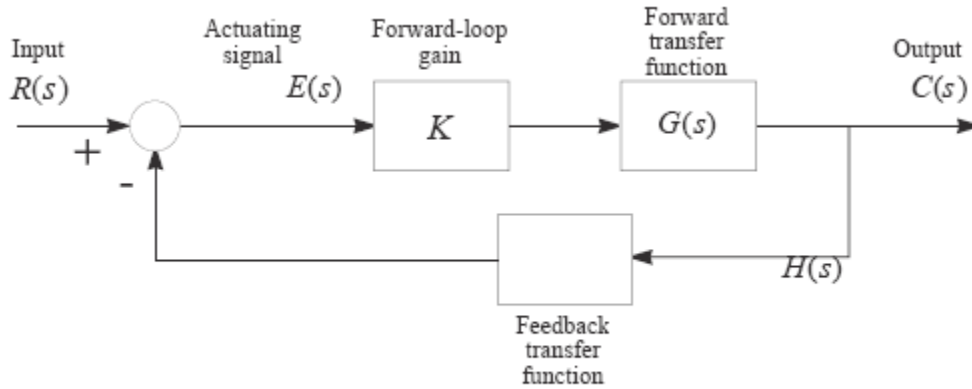 Input
R(s)
+
-
Actuating
signal
E(s)
Forward-loop
gain
K
Forward
transfer
function
G(s)
Output
C(s)
H(s)
Feedback
transfer
function